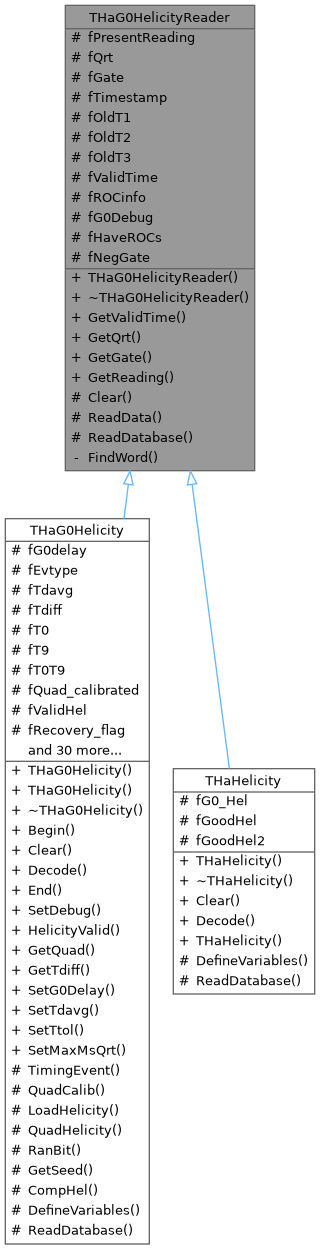 THaG0HelicityReader
# fPresentReading
# fQrt
# fGate
# fTimestamp
# fOldT1
# fOldT2
# fOldT3
# fValidTime
# fROCinfo
# fG0Debug
# fHaveROCs
# fNegGate
+ THaG0HelicityReader()
+ ~THaG0HelicityReader()
+ GetValidTime()
+ GetQrt()
+ GetGate()
+ GetReading()
# Clear()
# ReadData()
# ReadDatabase()
- FindWord()
THaG0Helicity
# fG0delay
# fEvtype
# fTdavg
# fTdiff
# fT0
# fT9
# fT0T9
# fQuad_calibrated
# fValidHel
# fRecovery_flag
and 30 more...
+ THaG0Helicity()
+ THaG0Helicity()
+ ~THaG0Helicity()
+ Begin()
+ Clear()
+ Decode()
+ End()
+ SetDebug()
+ HelicityValid()
+ GetQuad()
+ GetTdiff()
+ SetG0Delay()
+ SetTdavg()
+ SetTtol()
+ SetMaxMsQrt()
# TimingEvent()
# QuadCalib()
# LoadHelicity()
# QuadHelicity()
# RanBit()
# GetSeed()
# CompHel()
# DefineVariables()
# ReadDatabase()
THaHelicity
# fG0_Hel
# fGoodHel
# fGoodHel2
+ THaHelicity()
+ ~THaHelicity()
+ Clear()
+ Decode()
+ THaHelicity()
# DefineVariables()
# ReadDatabase()